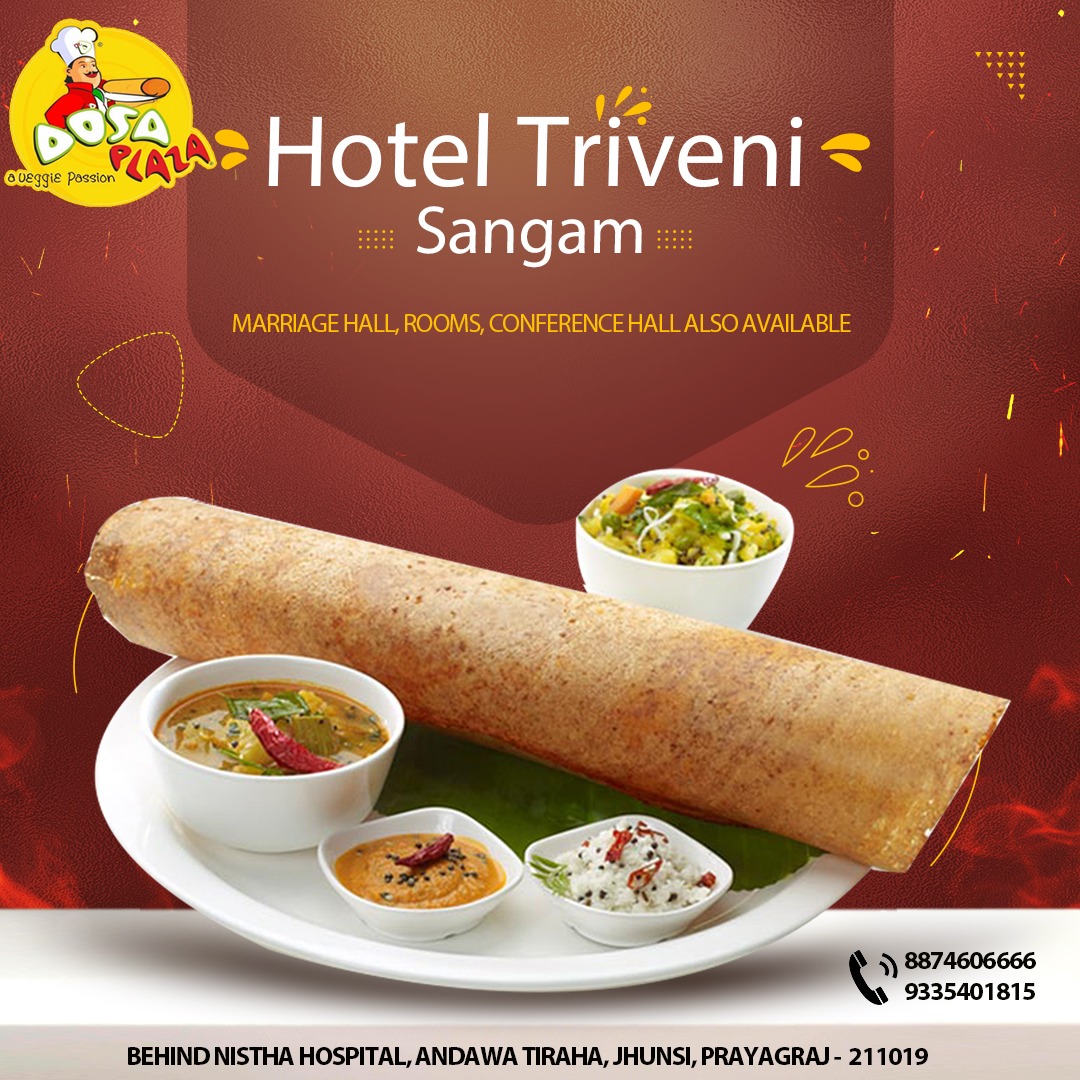 DOSA
PLAZA
a Veggie Passion
Hotel Triveni
Sangam
MARRIAGE HALL, ROOMS, CONFERENCE HALL ALSO AVAILABLE
8874606666
9335401815
BEHIND NISTHA HOSPITAL, ANDAWA TIRAHA, JHUNSI, PRAYAGRAJ - 211019